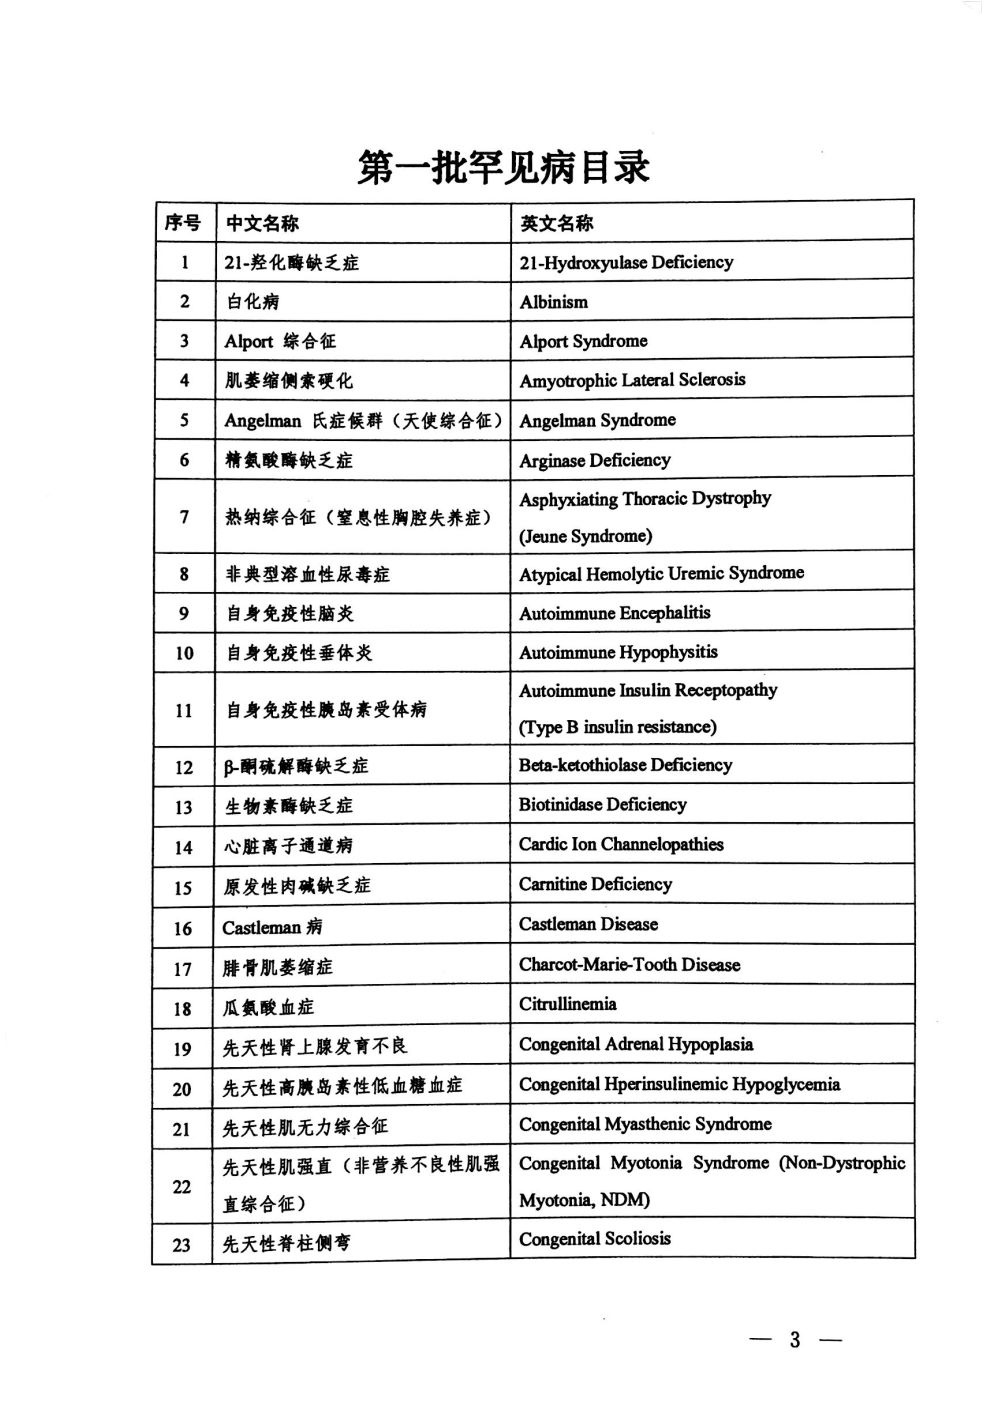 第一批罕见病目录
序号 中文名称 英文名称
1 21-羟化酶缺乏症 21-Hydroxyulase Deficiency
2 白化病 Albinism
3 Alport 综合征 Alport Syndrome
4 肌萎缩侧索硬化 Amyotrophic Lateral Sclerosis
5 Angelman 氏症候群（天使综合征） Angelman Syndrome
6 精氨酸酶缺乏症 Arginase Deficiency
7 热纳综合征（窒息性胸腔失养症） Asphyxiating Thoracic Dystrophy
(Jeune Syndrome)
8 非典型溶血性尿毒症 Atypical Hemolytic Uremic Syndrome
9 自身免疫性脑炎 Autoimmune Encephalitis
10 自身免疫性垂体炎 Autoimmune Hypophysitis
11 自身免疫性胰岛素受体病 Autoimmune Insulin Receptopathy
(Type B insulin resistance)
12 β-酮硫解酶缺乏症 Beta-ketothiolase Deficiency
13 生物素酶缺乏症 Biotinidase Deficiency
14 心脏离子通道病 Cardic Ion Channelopathies
15 原发性肉碱缺乏症 Carnitine Deficiency
16 Castleman 病 Castleman Disease
17 腓骨肌萎缩症 Charcot-Marie-Tooth Disease
18 瓜氨酸血症 Citrullinemia
19 先天性肾上腺发育不良 Congenital Adrenal Hypoplasia
20 先天性高胰岛素性低血糖血症 Congenital Hperinsulinemic Hypoglycemia
21 先天性肌无力综合征 Congenital Myasthenic Syndrome
22 先天性肌强直（非营养不良性肌强 Congenital Myotonia Syndrome (Non-Dystrophic
直综合征） Myotonia, NDM)
23 先天性脊柱侧弯 Congenital Scoliosis
— 3 —